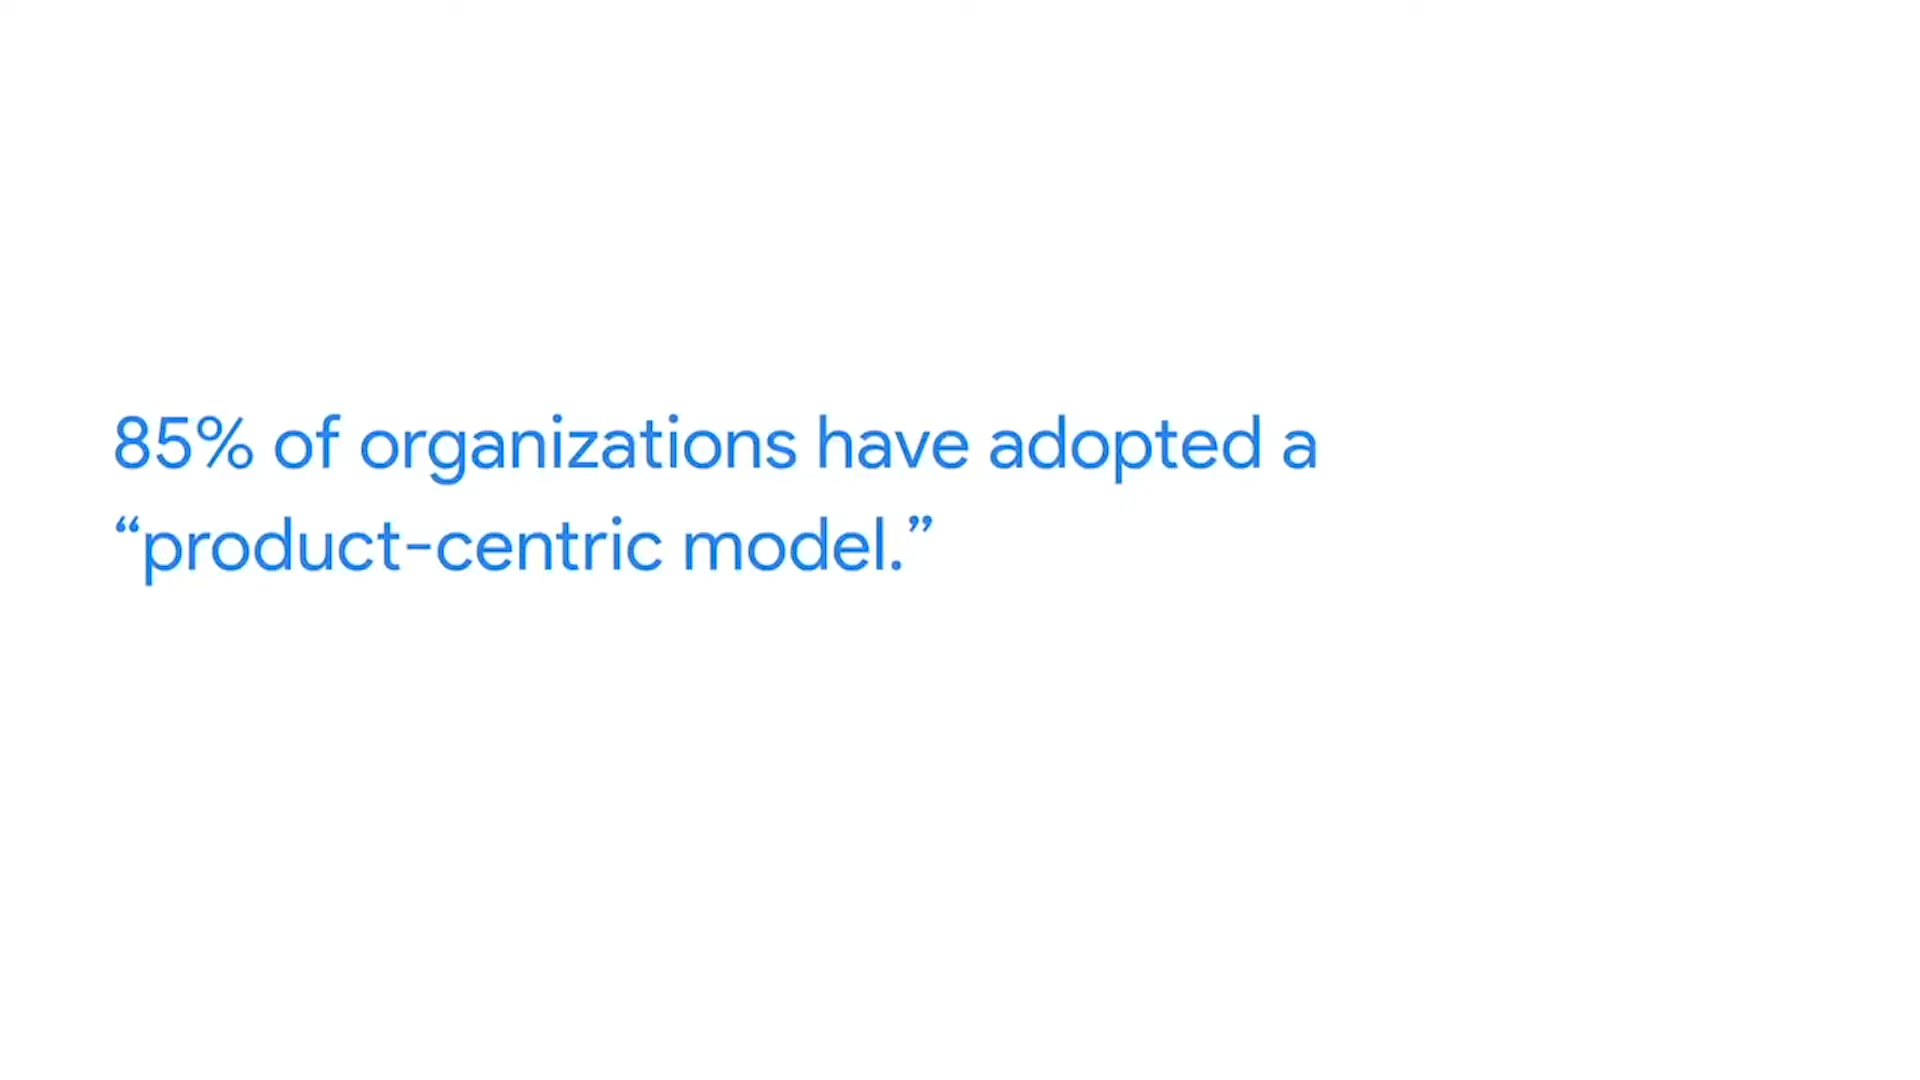 85% of organizations have adopted a
“product-centric model.”